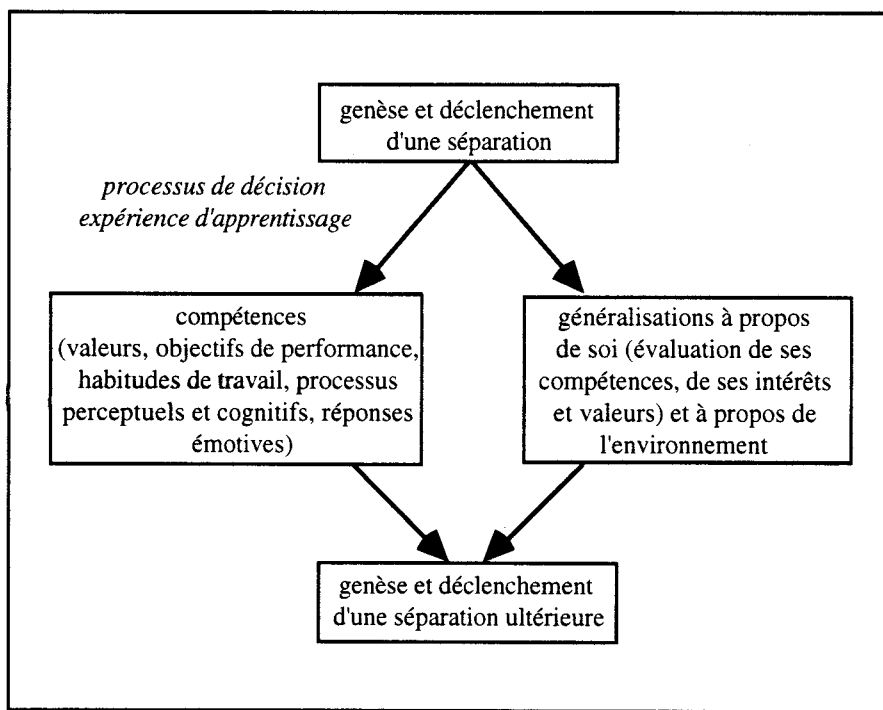 genèse et déclenchement
d'une séparation
processus de décision
expérience d'apprentissage
compétences
(valeurs, objectifs de performance,
habitudes de travail, processus
perceptuels et cognitifs, réponses
émotives)
généralisations à propos
de soi (évaluation de ses
compétences, de ses intérêts
et valeurs) et à propos de
l'environnement
genèse et déclenchement
d'une séparation ultérieure